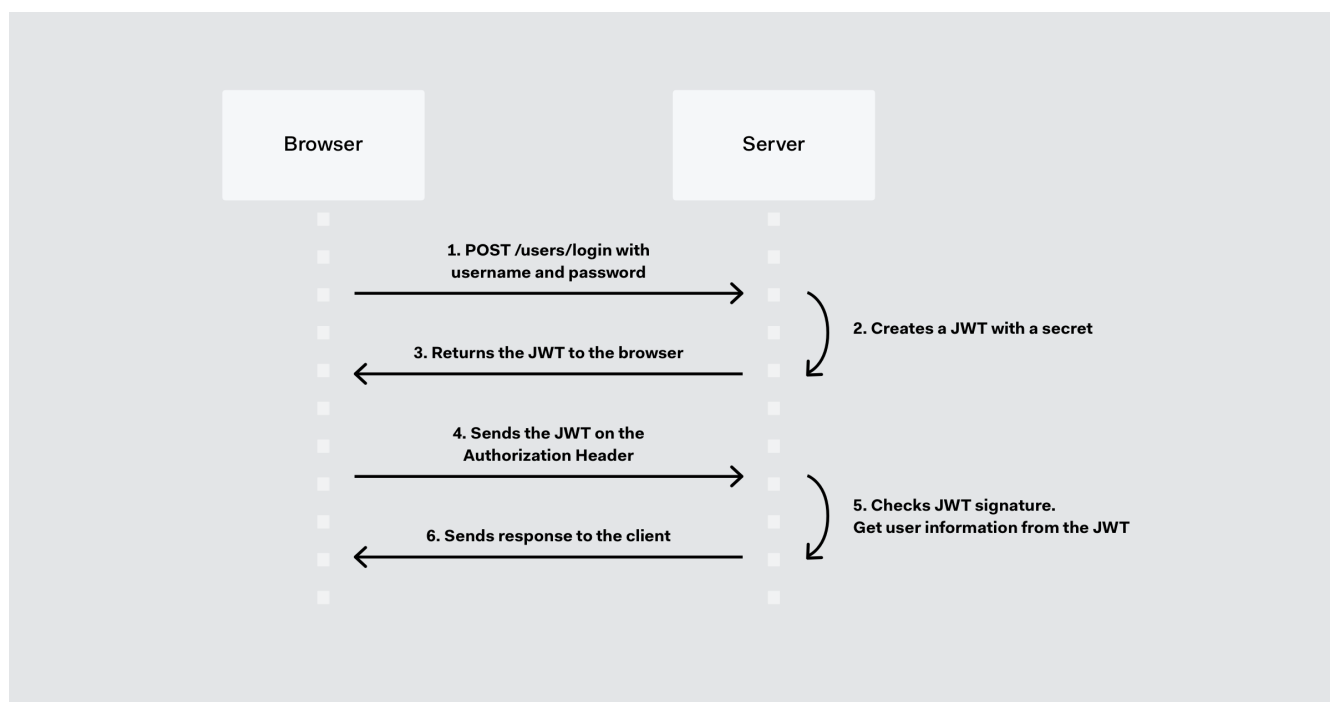 Browser
Server
1. POST /users/login with
username and password
2. Creates a JWT with a secret
3. Returns the JWT to the browser
4. Sends the JWT on the
Authorization Header
5. Checks JWT signature.
Get user information from the JWT
6. Sends response to the client